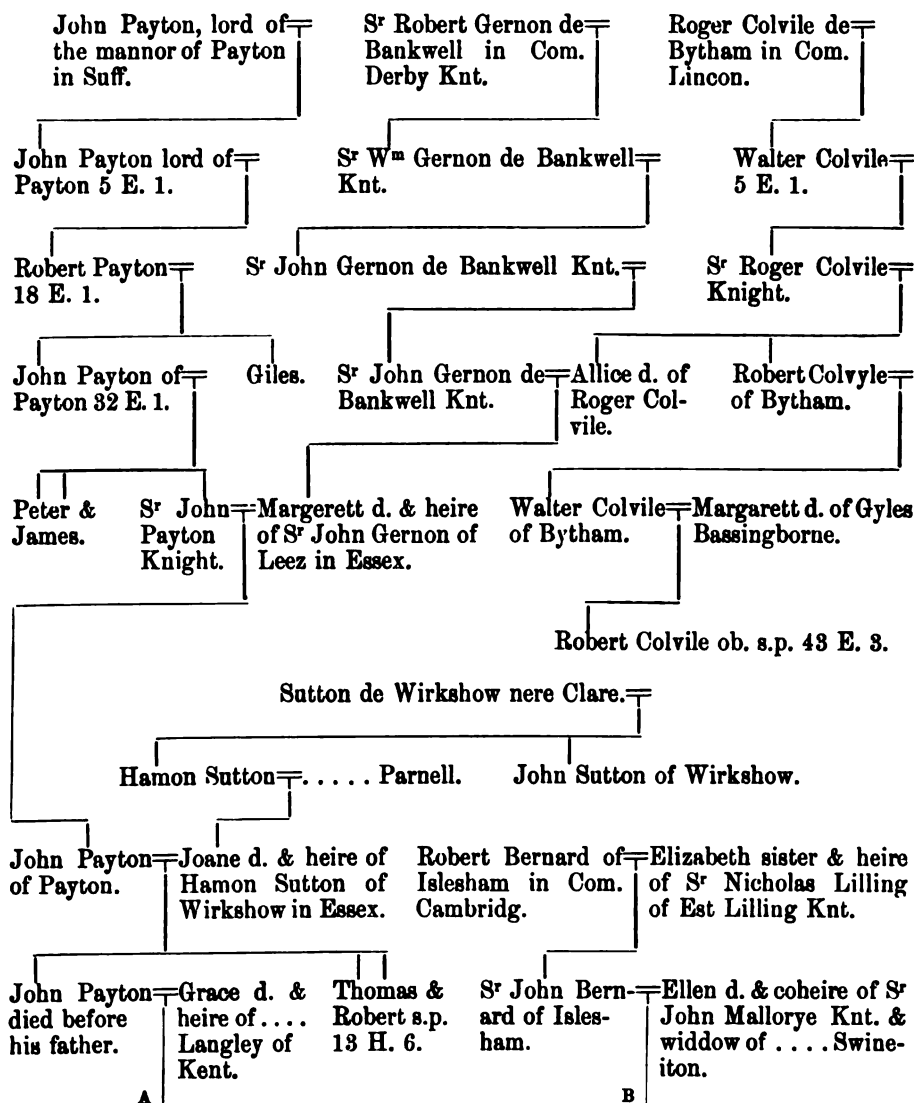 John Payton, lord of
the mannor of Payton
in Suff.
Sʳ Robert Gernon de
Bankwell in Com.
Derby Knt.
Roger Colvile de
Bytham in Com.
Lincon.
John Payton lord of
Payton 5 E. 1.
Sʳ Wᵐ Gernon de Bankwell
Knt.
Walter Colvile
5 E. 1.
Robert Payton
18 E. 1.
Sʳ John Gernon de Bankwell Knt.
Sʳ Roger Colvile
Knight.
John Payton of
Payton 32 E. 1.
Giles.
Sʳ John Gernon de
Bankwell Knt.
Allice d. of
Roger Col-
vile.
Robert Colvyle
of Bytham.
Peter &
James.
Sʳ John
Payton
Knight.
Margerett d. & heire
of Sʳ John Gernon of
Leez in Essex.
Walter Colvile
of Bytham.
Margarett d. of Gyles
Bassingborne.
Robert Colvile ob. s.p. 43 E. 3.
Sutton de Wirkshow nere Clare.
Hamon Sutton
. . . . . Parnell.
John Sutton of Wirkshow.
John Payton
of Payton.
Joane d. & heire of
Hamon Sutton of
Wirkshow in Essex.
Robert Bernard of
Islesham in Com.
Cambridg.
Elizabeth sister & heire
of Sʳ Nicholas Lilling
of Est Lilling Knt.
John Payton
died before
his father.
Grace d. &
heire of . . . .
Langley of
Kent.
Thomas &
Robert s.p.
13 H. 6.
Sʳ John Bern-
ard of Isles-
ham.
Ellen d. & coheire of Sʳ
John Mallorye Knt. &
widdow of . . . . Swine-
iton.
A
B